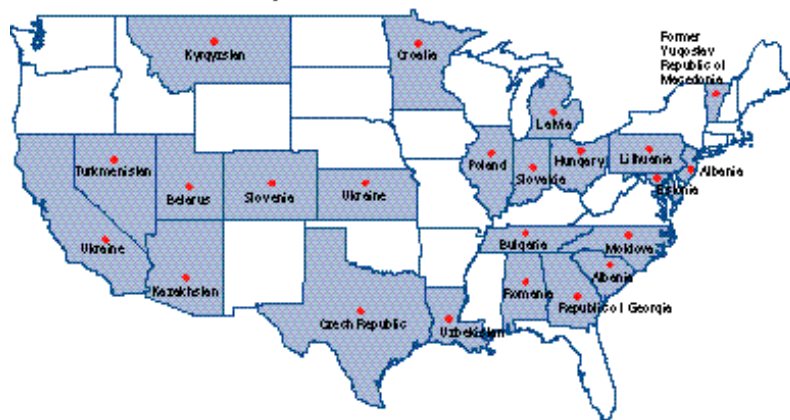 Former
Yugoslav
Republic of
Macedonia
Kyrgyzstan
Croatia
Latvia
Poland
Slovakia
Hungary
Lithuania
Albania
Estonia
Turkmenistan
Belarus
Slovenia
Ukraine
Ukraine
Bulgaria
Moldova
Albania
Kazakhstan
Romania
Republic of Georgia
Czech Republic
Uzbekistan